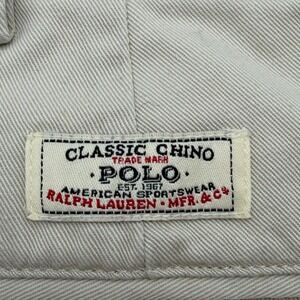 CLASSIC CHINO
TRADE MARK
· POLO ·
EST. 1967
AMERICAN SPORTSWEAR
RALPH LAUREN · MFR. & Co